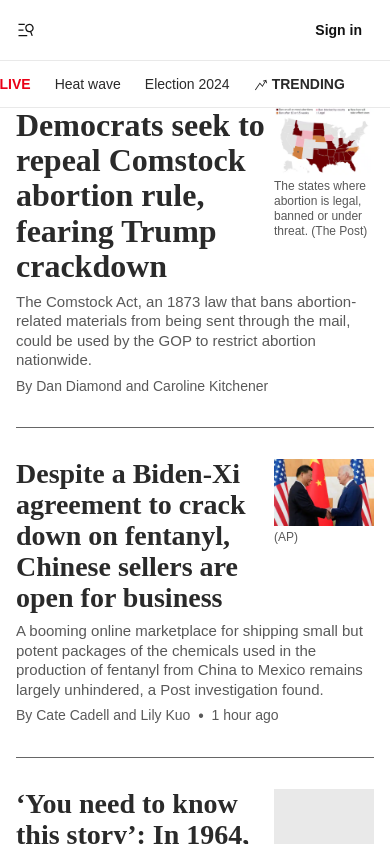 Sign in
LIVE Heat wave Election 2024 TRENDING
Democrats seek to
repeal Comstock
abortion rule,
fearing Trump
crackdown
The states where
abortion is legal,
banned or under
threat. (The Post)
The Comstock Act, an 1873 law that bans abortion-
related materials from being sent through the mail,
could be used by the GOP to restrict abortion
nationwide.
By Dan Diamond and Caroline Kitchener
Despite a Biden-Xi
agreement to crack
down on fentanyl,
Chinese sellers are
open for business
(AP)
A booming online marketplace for shipping small but
potent packages of the chemicals used in the
production of fentanyl from China to Mexico remains
largely unhindered, a Post investigation found.
By Cate Cadell and Lily Kuo • 1 hour ago
‘You need to know
this story’: In 1964,